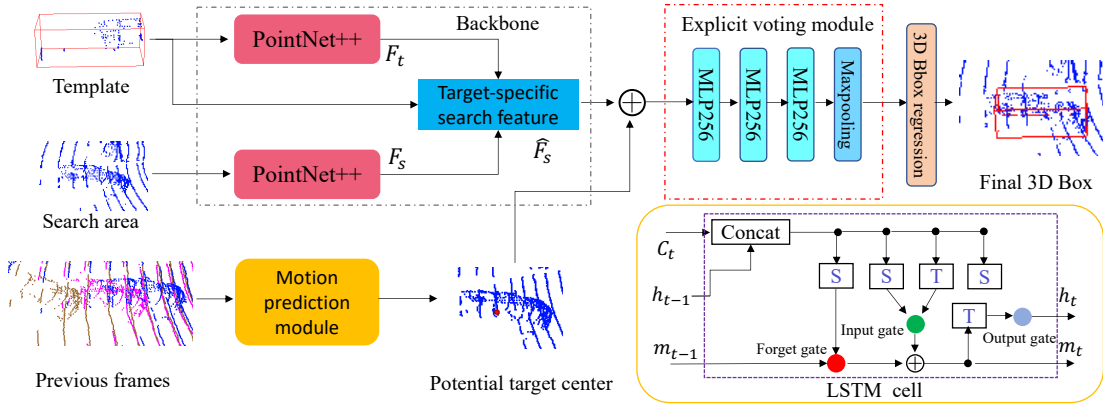 PointNet++
Backbone
Explicit voting module
F_t
Template
Target-specific
search feature
MLP256
MLP256
MLP256
Maxpooling
3D Bbox
regression
F̂_s
F_s
PointNet++
Search area
Final 3D Box
Concat
C_t
S
S
T
S
h_{t-1}
h_t
Motion
prediction
module
T
Input gate
Output gate
m_{t-1}
Forget gate
m_t
Previous frames
Potential target center
LSTM cell